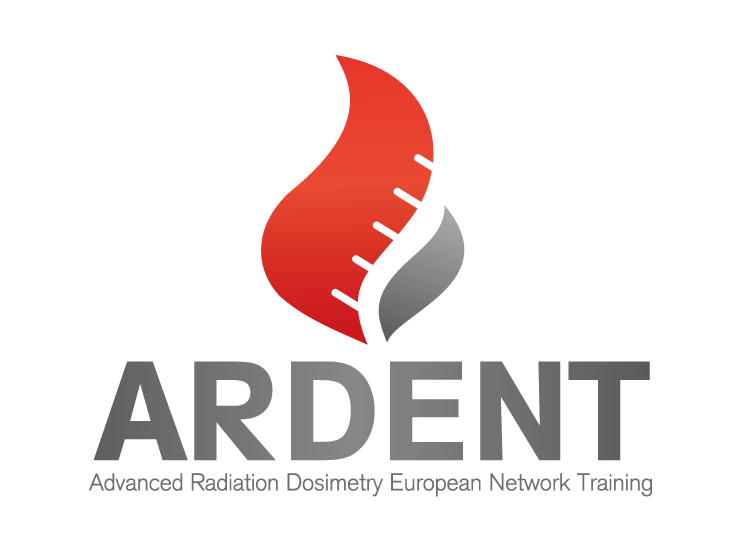 ARDENT
Advanced Radiation Dosimetry European Network Training